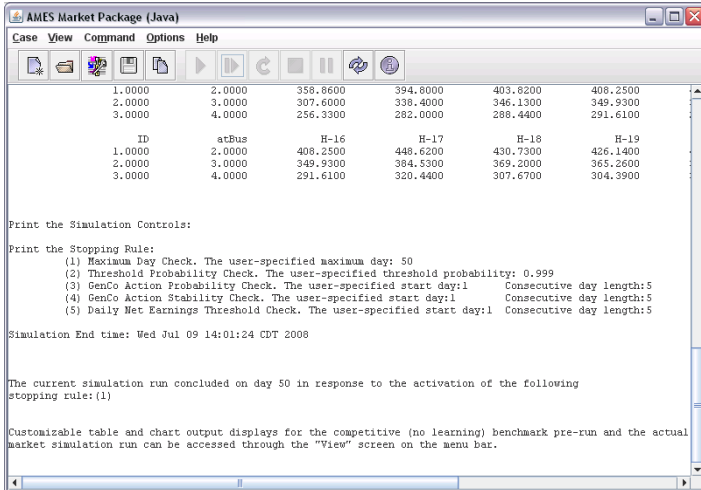 AMES Market Package (Java)
Case View Command Options Help
1.0000 2.0000 358.8600 394.8000 403.8200 408.2500
2.0000 3.0000 307.6000 338.4000 346.1300 349.9300
3.0000 4.0000 256.3300 282.0000 288.4400 291.6100
ID atBus H-16 H-17 H-18 H-19
1.0000 2.0000 408.2500 448.6200 430.7300 426.1400
2.0000 3.0000 349.9300 384.5300 369.2000 365.2600
3.0000 4.0000 291.6100 320.4400 307.6700 304.3900
Print the Simulation Controls:
Print the Stopping Rule:
(1) Maximum Day Check. The user-specified maximum day: 50
(2) Threshold Probability Check. The user-specified threshold probability: 0.999
(3) GenCo Action Probability Check. The user-specified start day:1 Consecutive day length:5
(4) GenCo Action Stability Check. The user-specified start day:1 Consecutive day length:5
(5) Daily Net Earnings Threshold Check. The user-specified start day:1 Consecutive day length:5
Simulation End time: Wed Jul 09 14:01:24 CDT 2008
The current simulation run concluded on day 50 in response to the activation of the following
stopping rule:(1)
Customizable table and chart output displays for the competitive (no learning) benchmark pre-run and the actual
market simulation run can be accessed through the "View" screen on the menu bar.